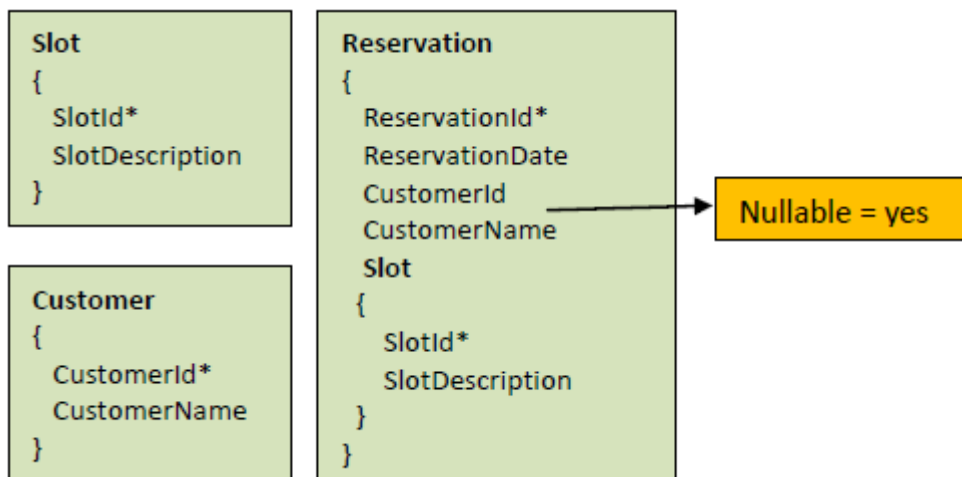 Slot
{
SlotId*
SlotDescription
}
Customer
{
CustomerId*
CustomerName
}
Reservation
{
ReservationId*
ReservationDate
CustomerId
CustomerName
Slot
{
SlotId*
SlotDescription
}
}
Nullable = yes